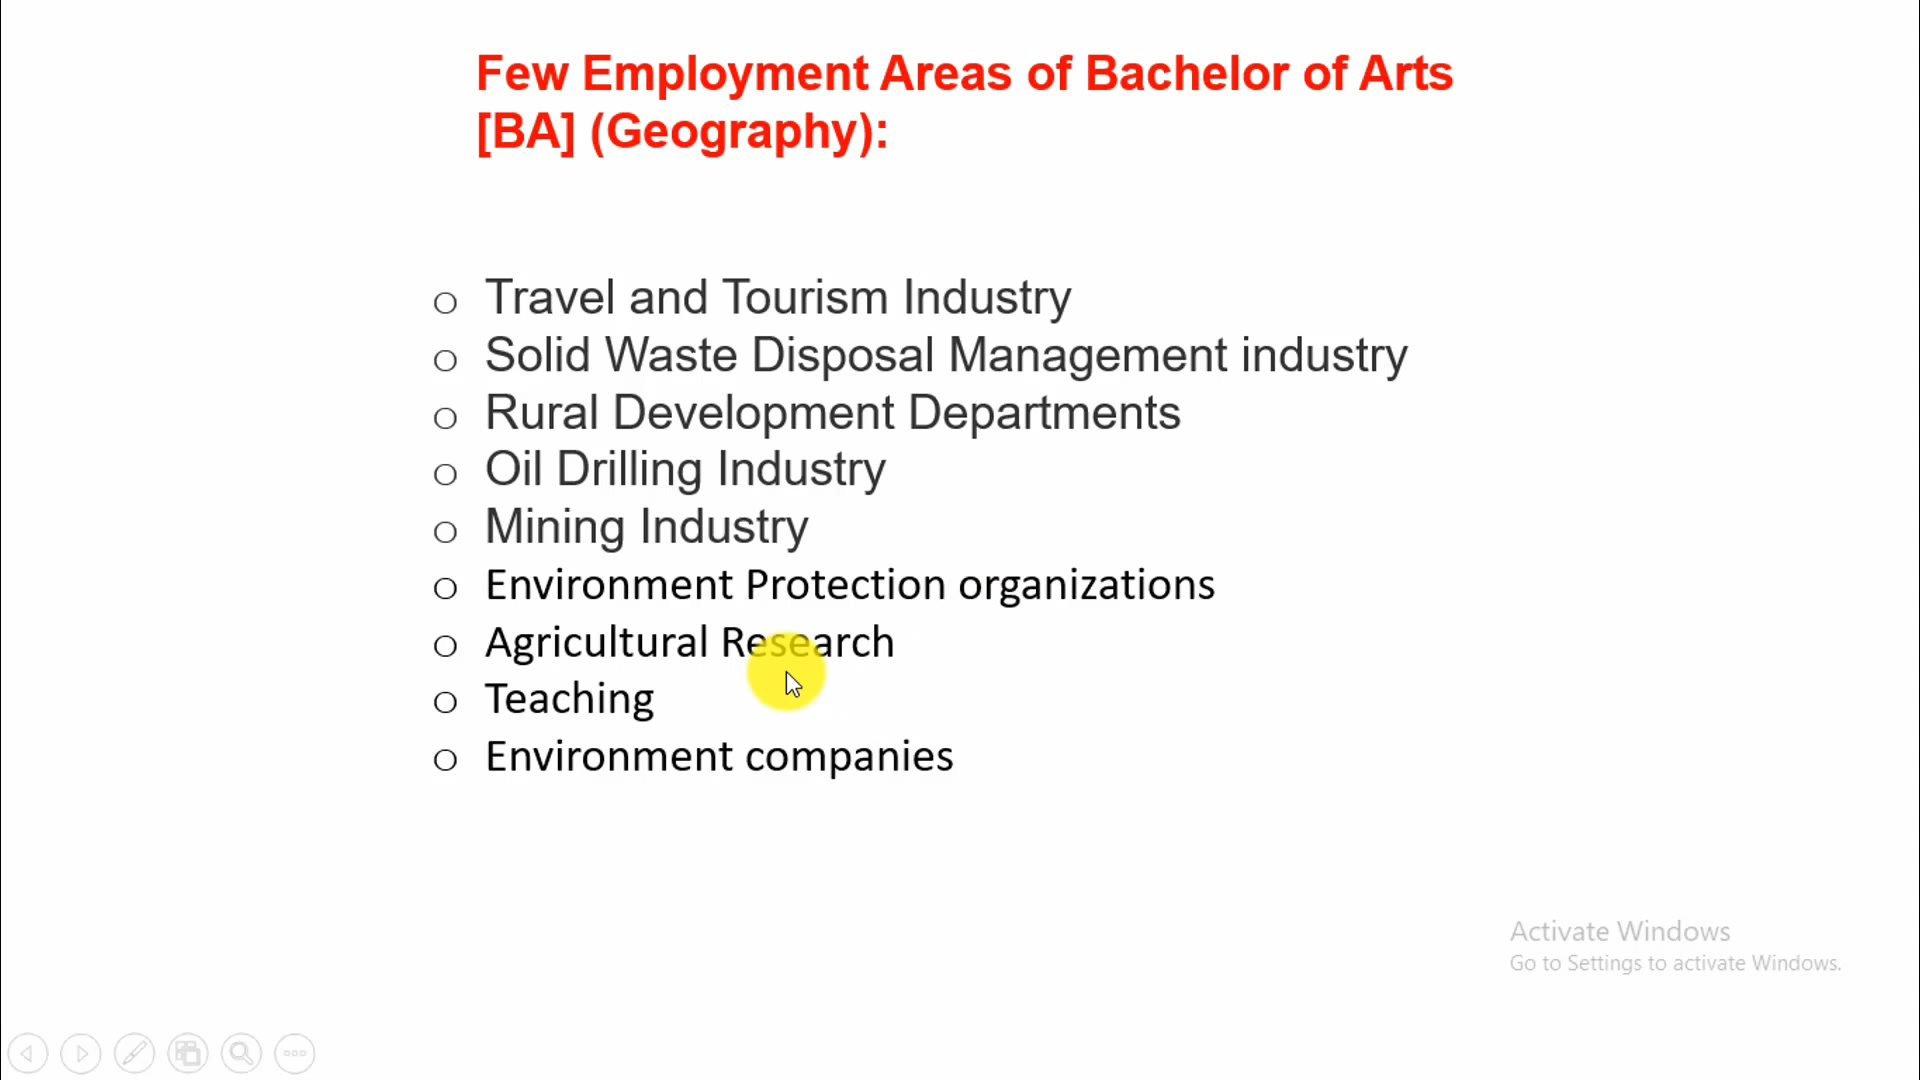 Few Employment Areas of Bachelor of Arts
[BA] (Geography):
Travel and Tourism Industry
Solid Waste Disposal Management industry
Rural Development Departments
Oil Drilling Industry
Mining Industry
Environment Protection organizations
Agricultural Research
Teaching
Environment companies
Activate Windows
Go to Settings to activate Windows.